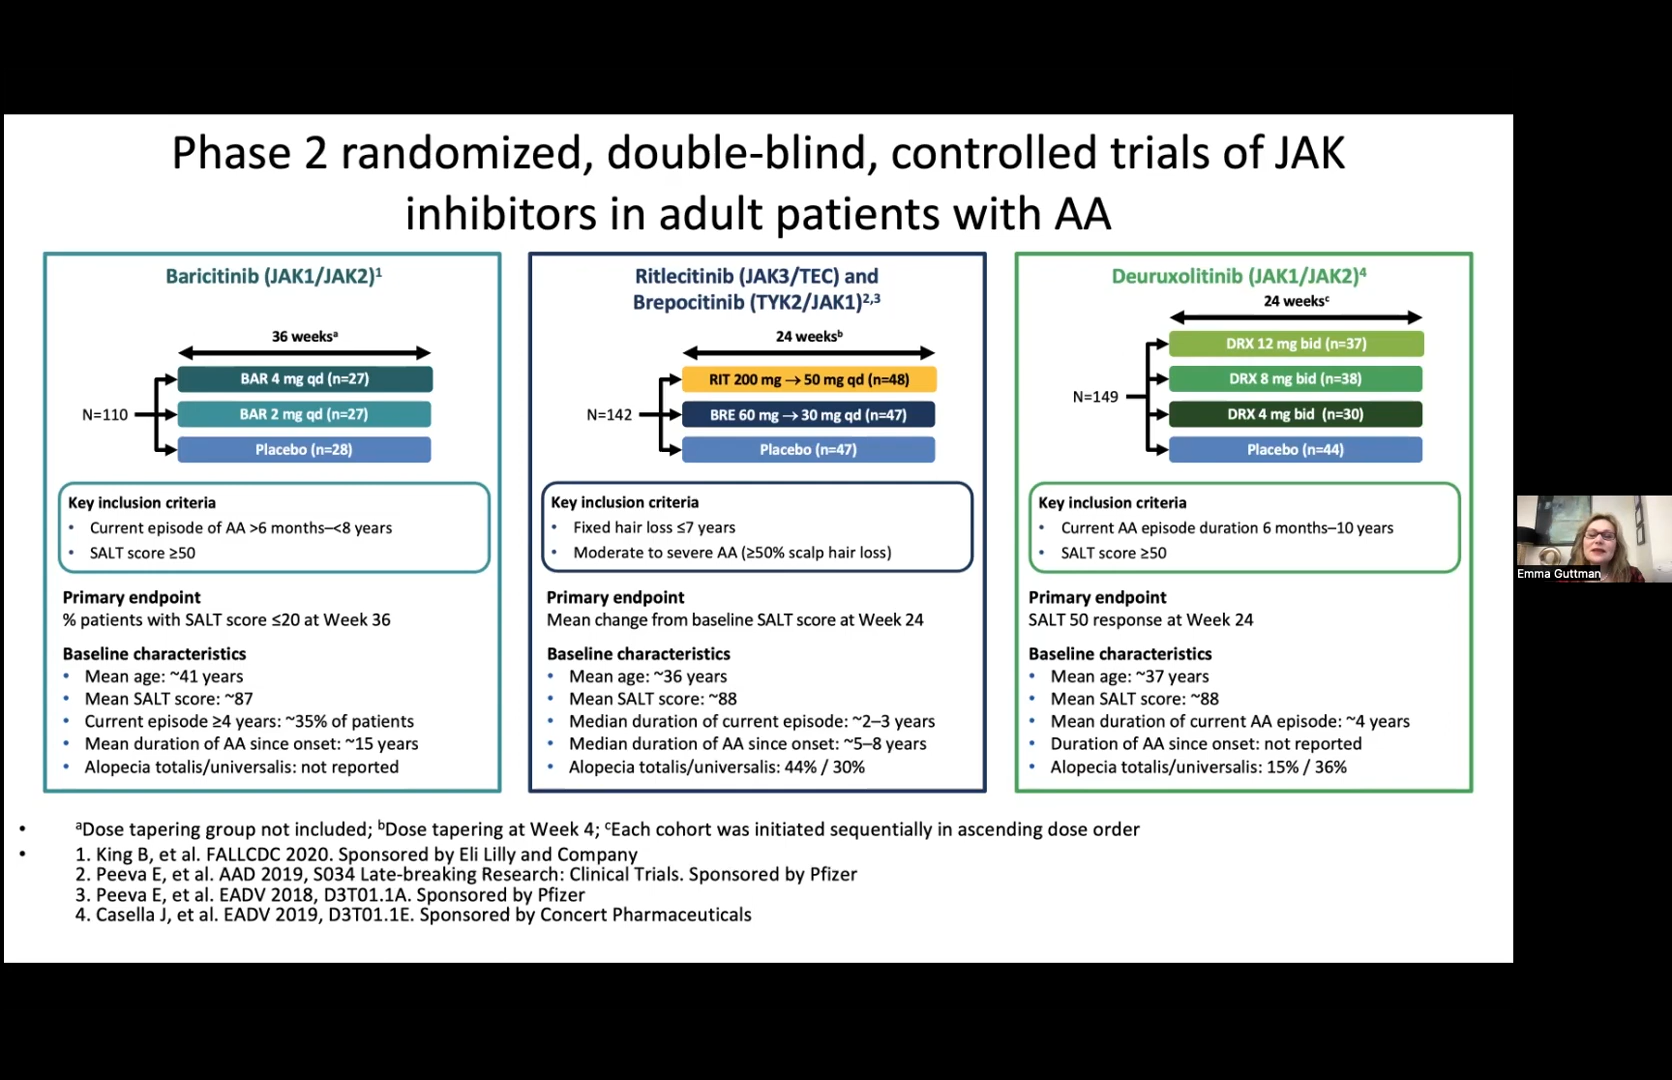 Phase 2 randomized, double-blind, controlled trials of JAK
inhibitors in adult patients with AA
Baricitinib (JAK1/JAK2)¹
36 weeksᵃ
N=110
BAR 4 mg qd (n=27)
BAR 2 mg qd (n=27)
Placebo (n=28)
Key inclusion criteria
• Current episode of AA >6 months–<8 years
• SALT score ≥50
Primary endpoint
% patients with SALT score ≤20 at Week 36
Baseline characteristics
• Mean age: ~41 years
• Mean SALT score: ~87
• Current episode ≥4 years: ~35% of patients
• Mean duration of AA since onset: ~15 years
• Alopecia totalis/universalis: not reported
Ritlecitinib (JAK3/TEC) and
Brepocitinib (TYK2/JAK1)²,³
24 weeksᵇ
N=142
RIT 200 mg → 50 mg qd (n=48)
BRE 60 mg → 30 mg qd (n=47)
Placebo (n=47)
Key inclusion criteria
• Fixed hair loss ≤7 years
• Moderate to severe AA (≥50% scalp hair loss)
Primary endpoint
Mean change from baseline SALT score at Week 24
Baseline characteristics
• Mean age: ~36 years
• Mean SALT score: ~88
• Median duration of current episode: ~2–3 years
• Median duration of AA since onset: ~5–8 years
• Alopecia totalis/universalis: 44% / 30%
Deuruxolitinib (JAK1/JAK2)⁴
24 weeksᶜ
N=149
DRX 12 mg bid (n=37)
DRX 8 mg bid (n=38)
DRX 4 mg bid (n=30)
Placebo (n=44)
Key inclusion criteria
• Current AA episode duration 6 months–10 years
• SALT score ≥50
Primary endpoint
SALT 50 response at Week 24
Baseline characteristics
• Mean age: ~37 years
• Mean SALT score: ~88
• Mean duration of current AA episode: ~4 years
• Duration of AA since onset: not reported
• Alopecia totalis/universalis: 15% / 36%
Emma Guttman
• ᵃDose tapering group not included; ᵇDose tapering at Week 4; ᶜEach cohort was initiated sequentially in ascending dose order
• 1. King B, et al. FALLCDC 2020. Sponsored by Eli Lilly and Company
2. Peeva E, et al. AAD 2019, S034 Late-breaking Research: Clinical Trials. Sponsored by Pfizer
3. Peeva E, et al. EADV 2018, D3T01.1A. Sponsored by Pfizer
4. Casella J, et al. EADV 2019, D3T01.1E. Sponsored by Concert Pharmaceuticals